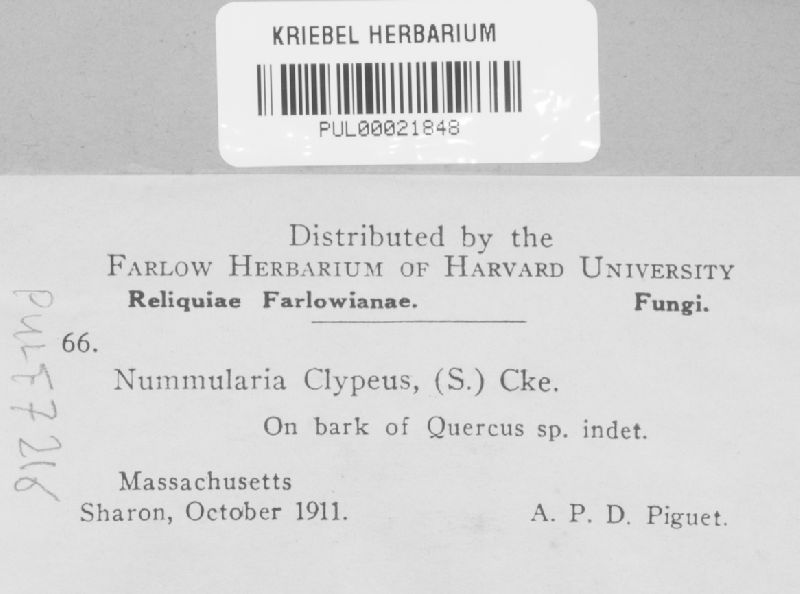 KRIEBEL HERBARIUM
PUL00021848
Distributed by the
FARLOW HERBARIUM OF HARVARD UNIVERSITY
Reliquiae Farlowianae. Fungi.
66.
Nummularia Clypeus, (S.) Cke.
On bark of Quercus sp. indet.
Massachusetts
Sharon, October 1911. A. P. D. Piguet.
PUL F7216